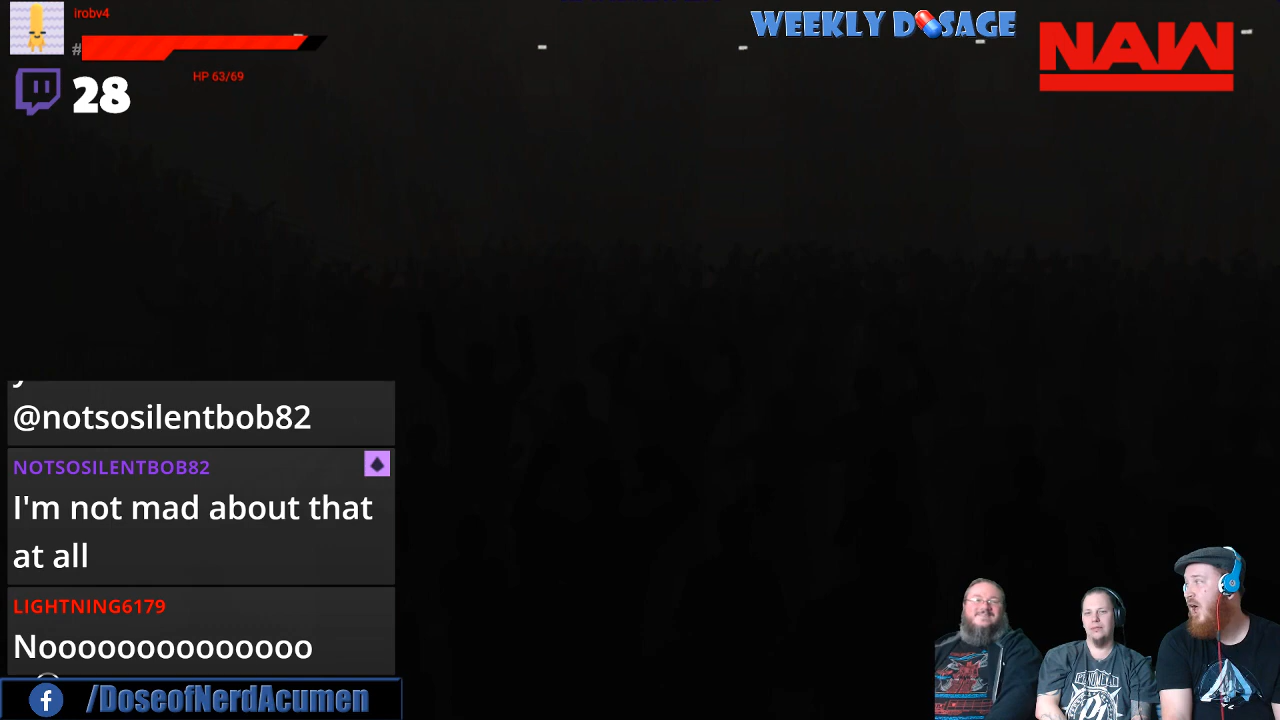 irobv4
#
HP 63/69
28
WEEKLY DOSAGE
NAW
@notsosilentbob82
NOTSOSILENTBOB82
I'm not mad about that
at all
LIGHTNING6179
Noooooooooooooo
f /DoseofNerdAcumen